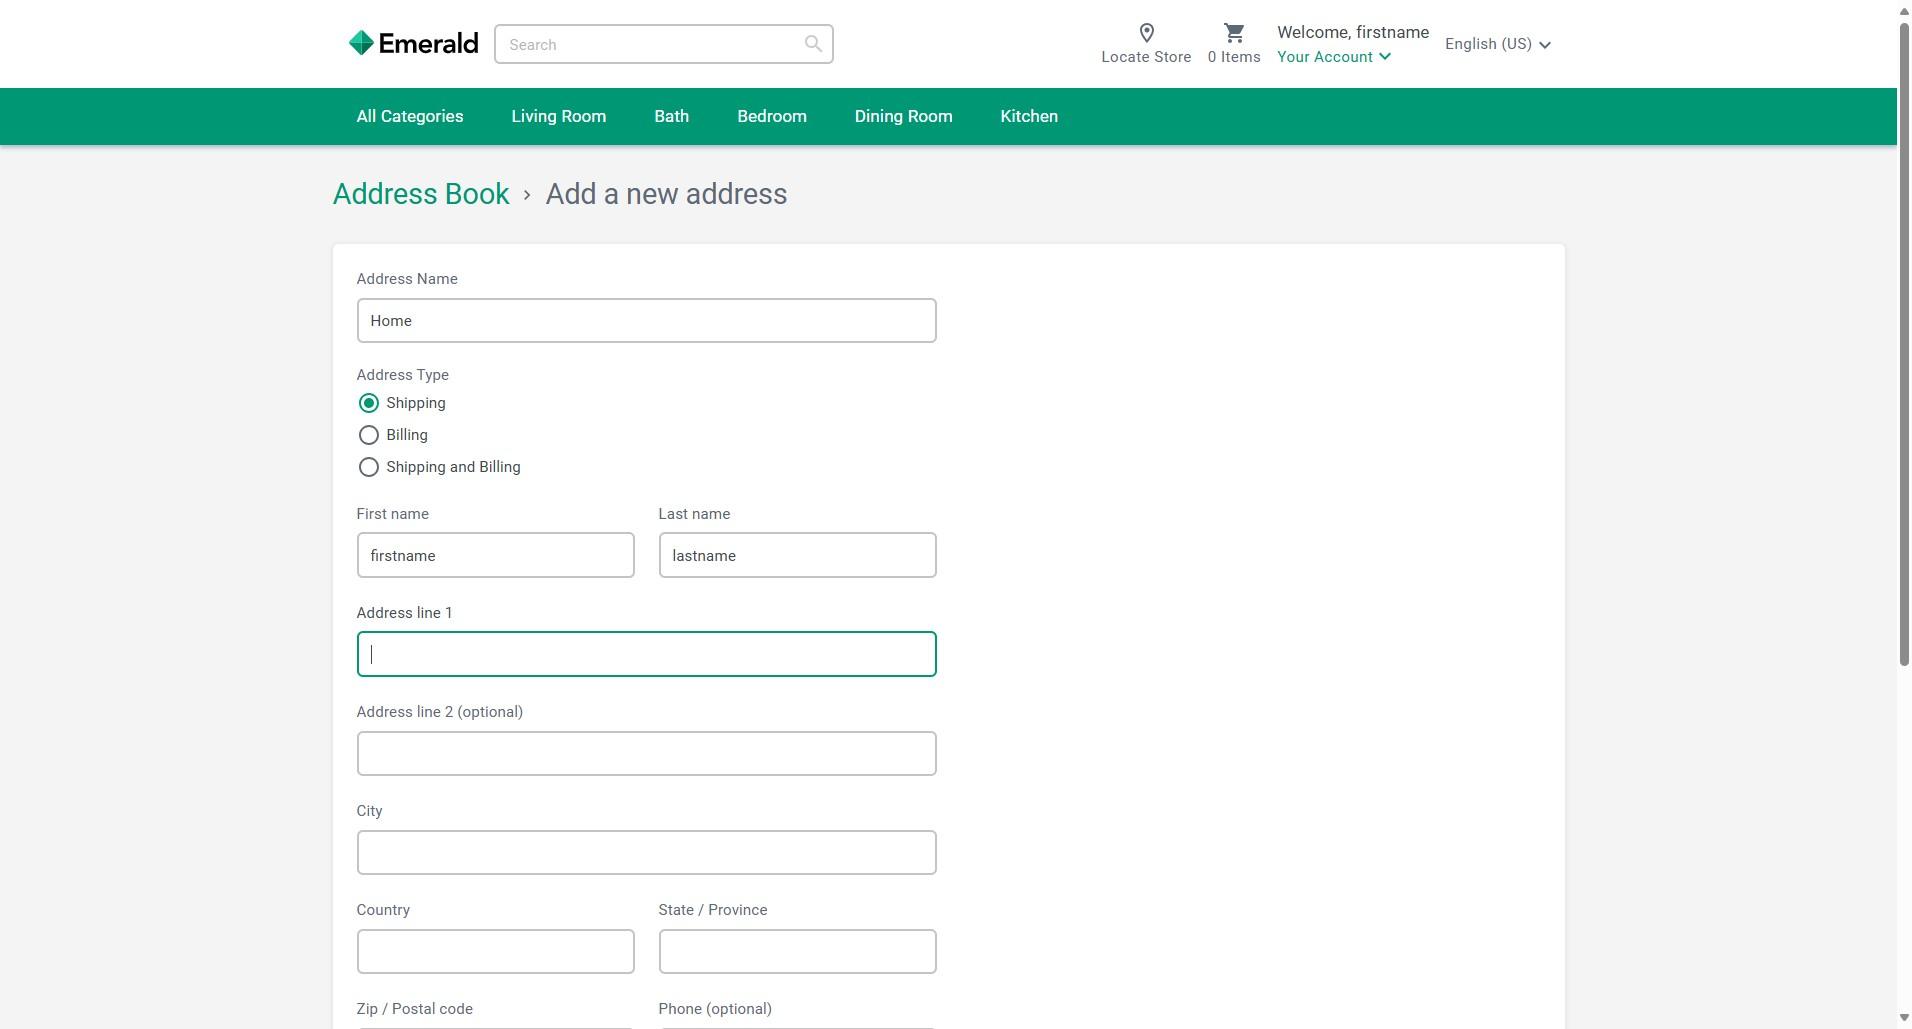 Emerald
Search
Locate Store
0 Items
Welcome, firstname
Your Account
English (US)
All Categories
Living Room
Bath
Bedroom
Dining Room
Kitchen
Address Book › Add a new address
Address Name
Home
Address Type
Shipping
Billing
Shipping and Billing
First name
Last name
firstname
lastname
Address line 1
Address line 2 (optional)
City
Country
State / Province
Zip / Postal code
Phone (optional)